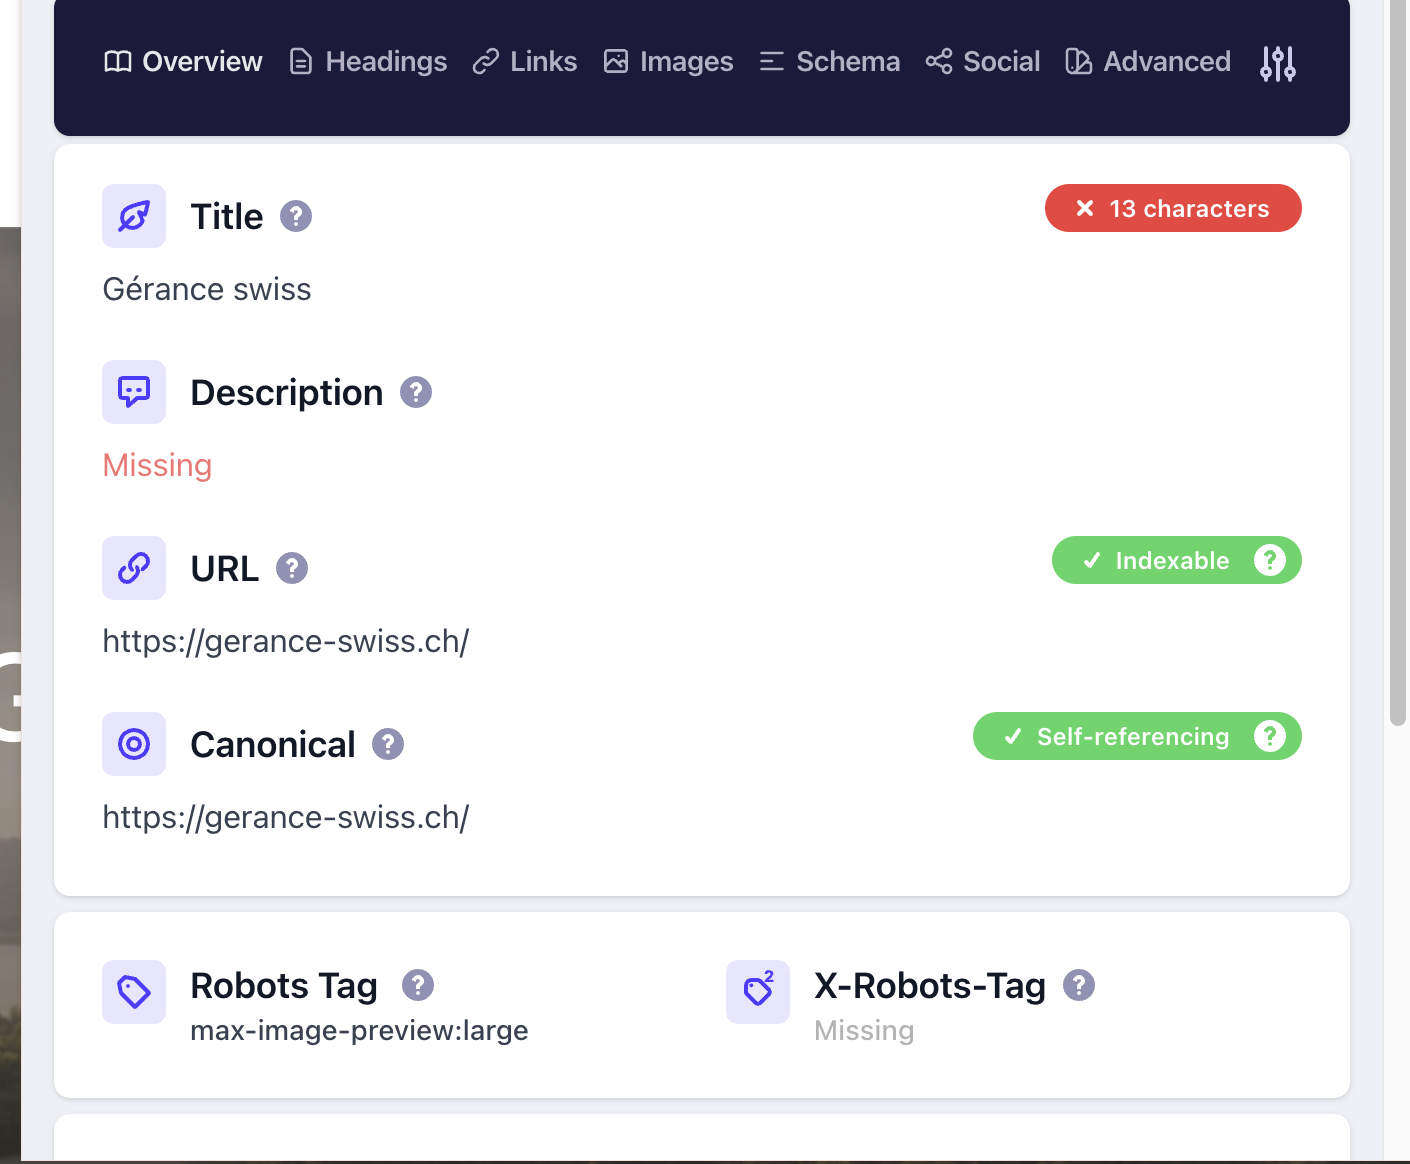 Overview Headings Links Images Schema Social Advanced
Title ?
13 characters
Gérance swiss
Description ?
Missing
URL ?
Indexable ?
https://gerance-swiss.ch/
Canonical ?
Self-referencing ?
https://gerance-swiss.ch/
Robots Tag ?
max-image-preview:large
2
X-Robots-Tag ?
Missing